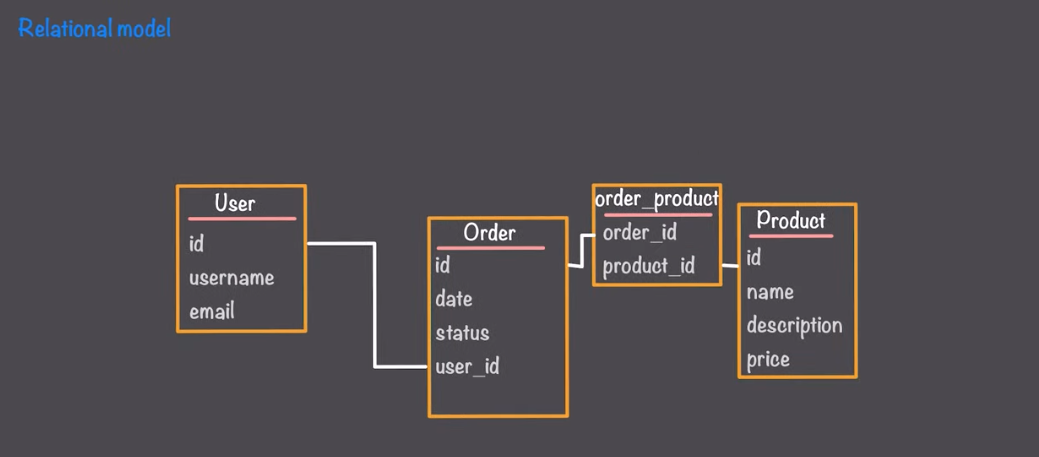 Relational model
User
id
username
email
Order
id
date
status
user_id
order_product
order_id
product_id
Product
id
name
description
price